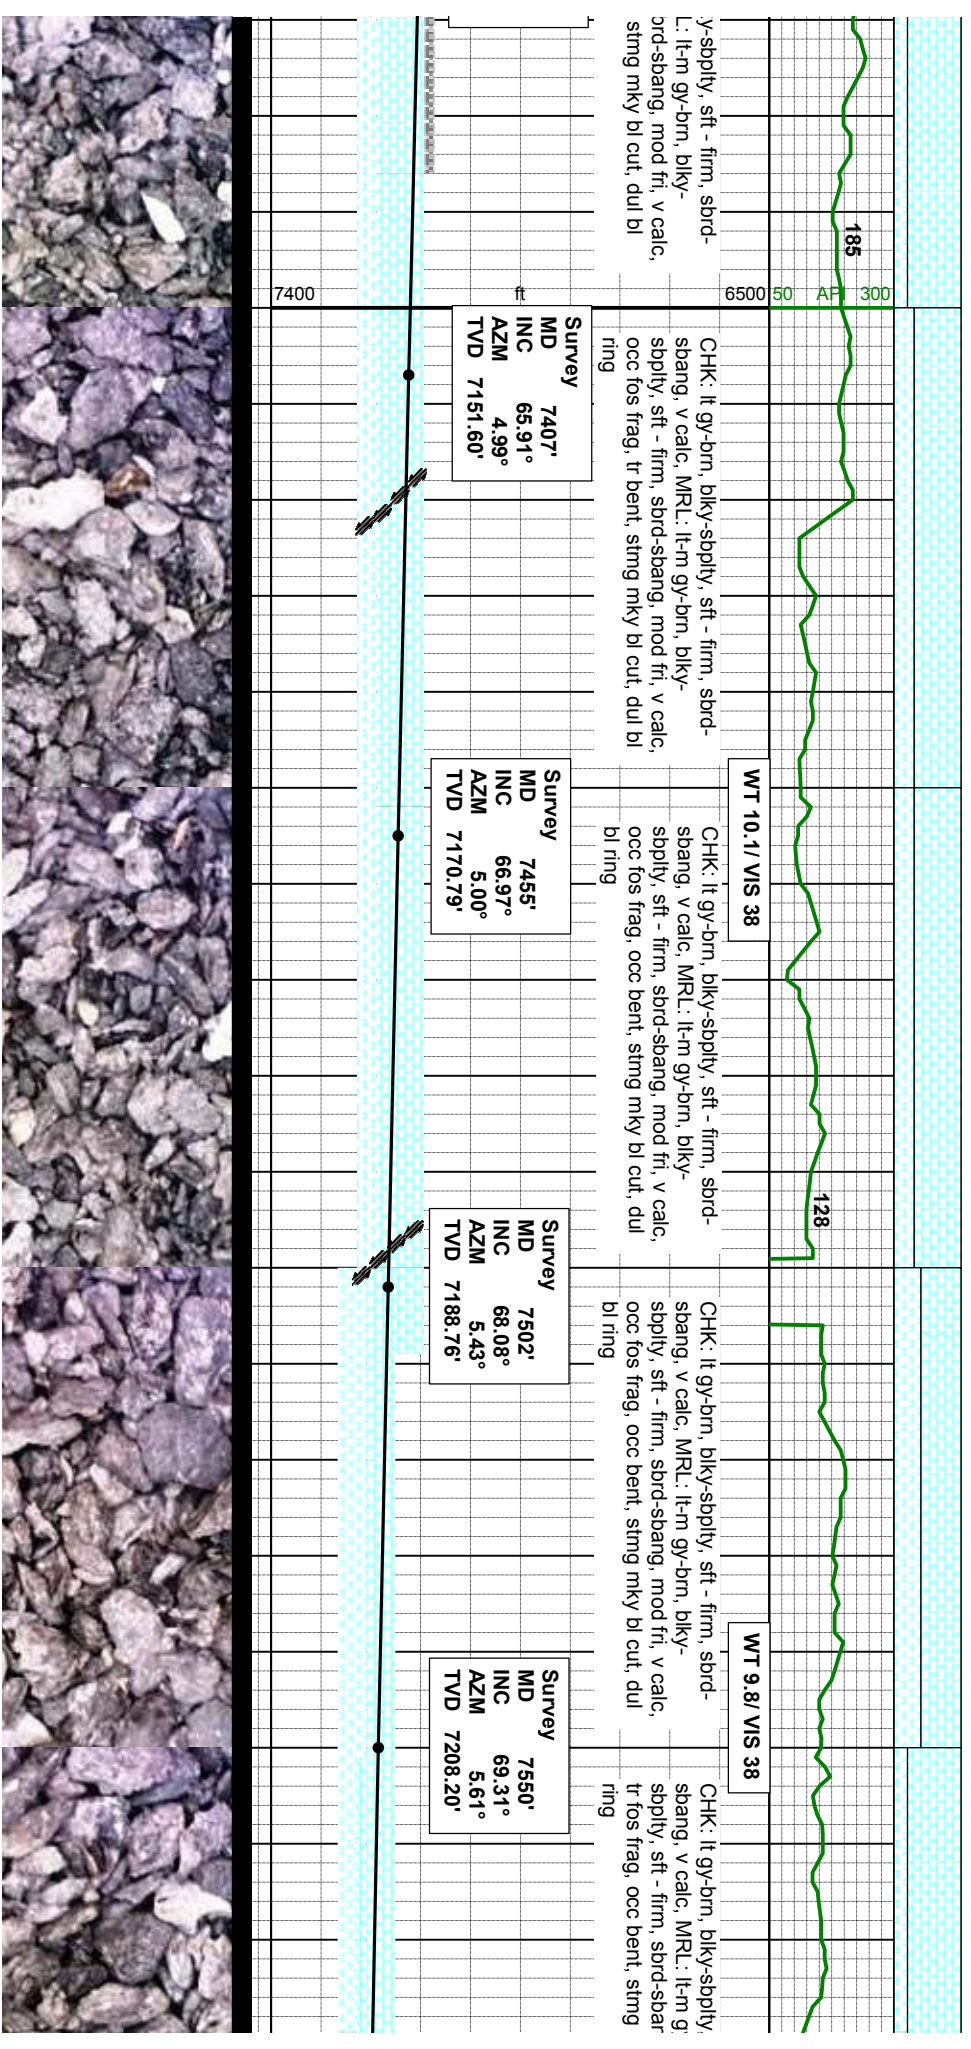 y-sbplty, sft - firm, sbrd-
L: lt-m gy-brn, blky-
brd-sbang, mod fri, v calc,
stmg mky bl cut, dul bl
185
7400
ft
6500
50
API
300
Survey
MD 7407'
INC 65.91°
AZM 4.99°
TVD 7151.60'
CHK: lt gy-brn, blky-sbplty, sft - firm, sbrd-
sbang, v calc, MRL: lt-m gy-brn, blky-
sbplty, sft - firm, sbrd-sbang, mod fri, v calc,
occ fos frag, tr bent, stmg mky bl cut, dul bl
ring
WT 10.1/ VIS 38
Survey
MD 7455'
INC 66.97°
AZM 5.00°
TVD 7170.79'
CHK: lt gy-brn, blky-sbplty, sft - firm, sbrd-
sbang, v calc, MRL: lt-m gy-brn, blky-
sbplty, sft - firm, sbrd-sbang, mod fri, v calc,
occ fos frag, occ bent, stmg mky bl cut, dul
bl ring
128
Survey
MD 7502'
INC 68.08°
AZM 5.43°
TVD 7188.76'
CHK: lt gy-brn, blky-sbplty, sft - firm, sbrd-
sbang, v calc, MRL: lt-m gy-brn, blky-
sbplty, sft - firm, sbrd-sbang, mod fri, v calc,
occ fos frag, occ bent, stmg mky bl cut, dul
bl ring
WT 9.8/ VIS 38
Survey
MD 7550'
INC 69.31°
AZM 5.61°
TVD 7208.20'
CHK: lt gy-brn, blky-sbplty,
sbang, v calc, MRL: lt-m g
sbplty, sft - firm, sbrd-sbar
tr fos frag, occ bent, stmg
ring